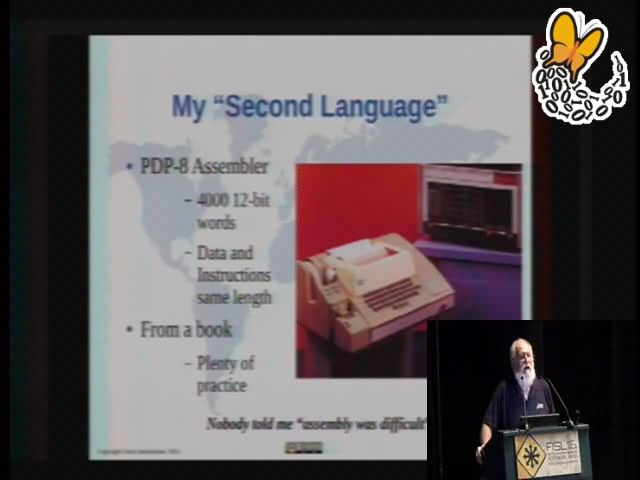 My “Second Language”
• PDP-8 Assembler
– 4000 12-bit
words
– Data and
Instructions
same length
• From a book
– Plenty of
practice
Nobody told me “assembly was difficult”
FISL16